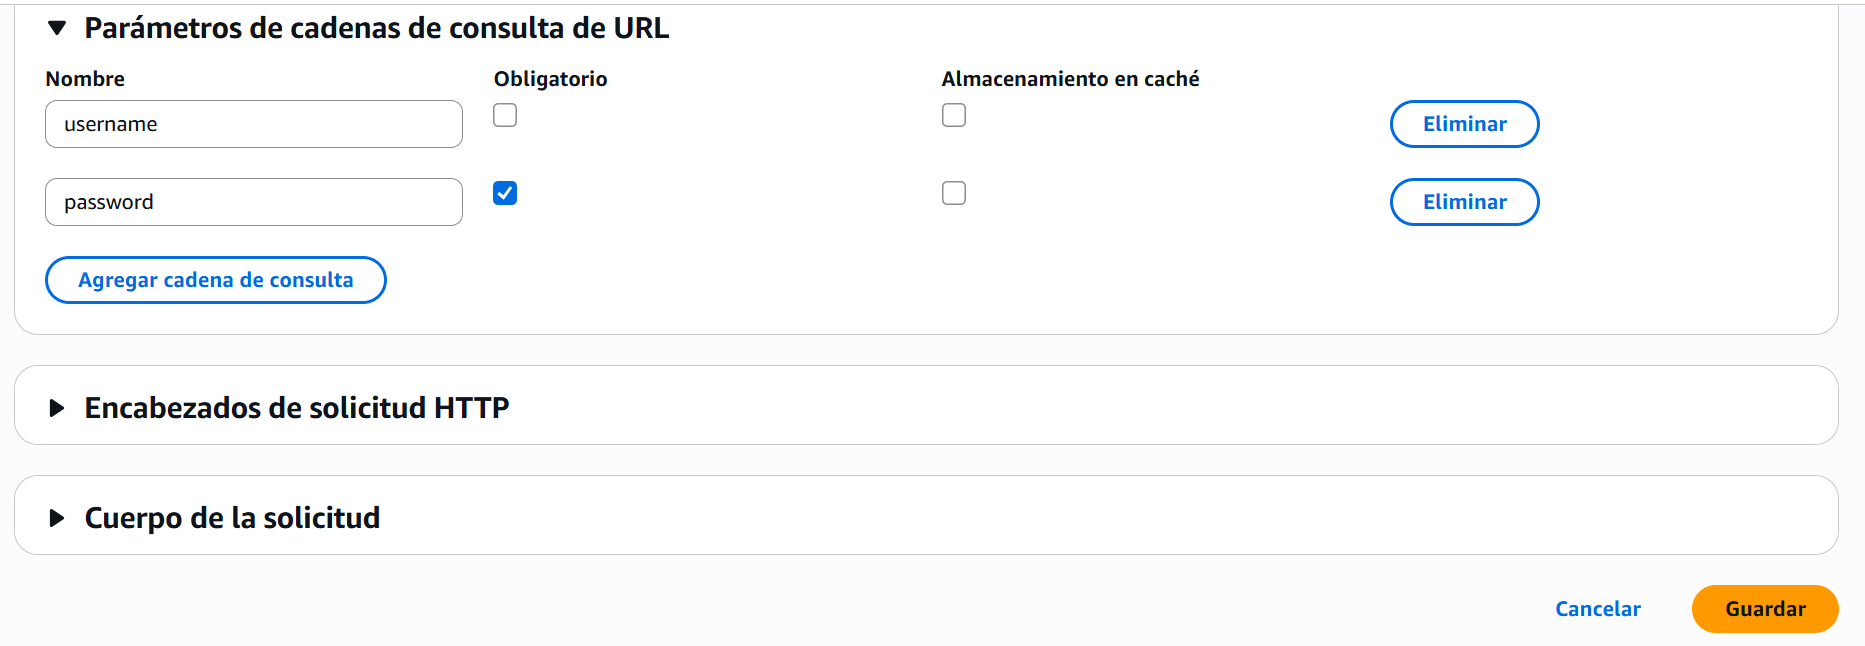 Parámetros de cadenas de consulta de URL
Nombre Obligatorio Almacenamiento en caché
username Eliminar
password Eliminar
Agregar cadena de consulta
Encabezados de solicitud HTTP
Cuerpo de la solicitud
Cancelar Guardar